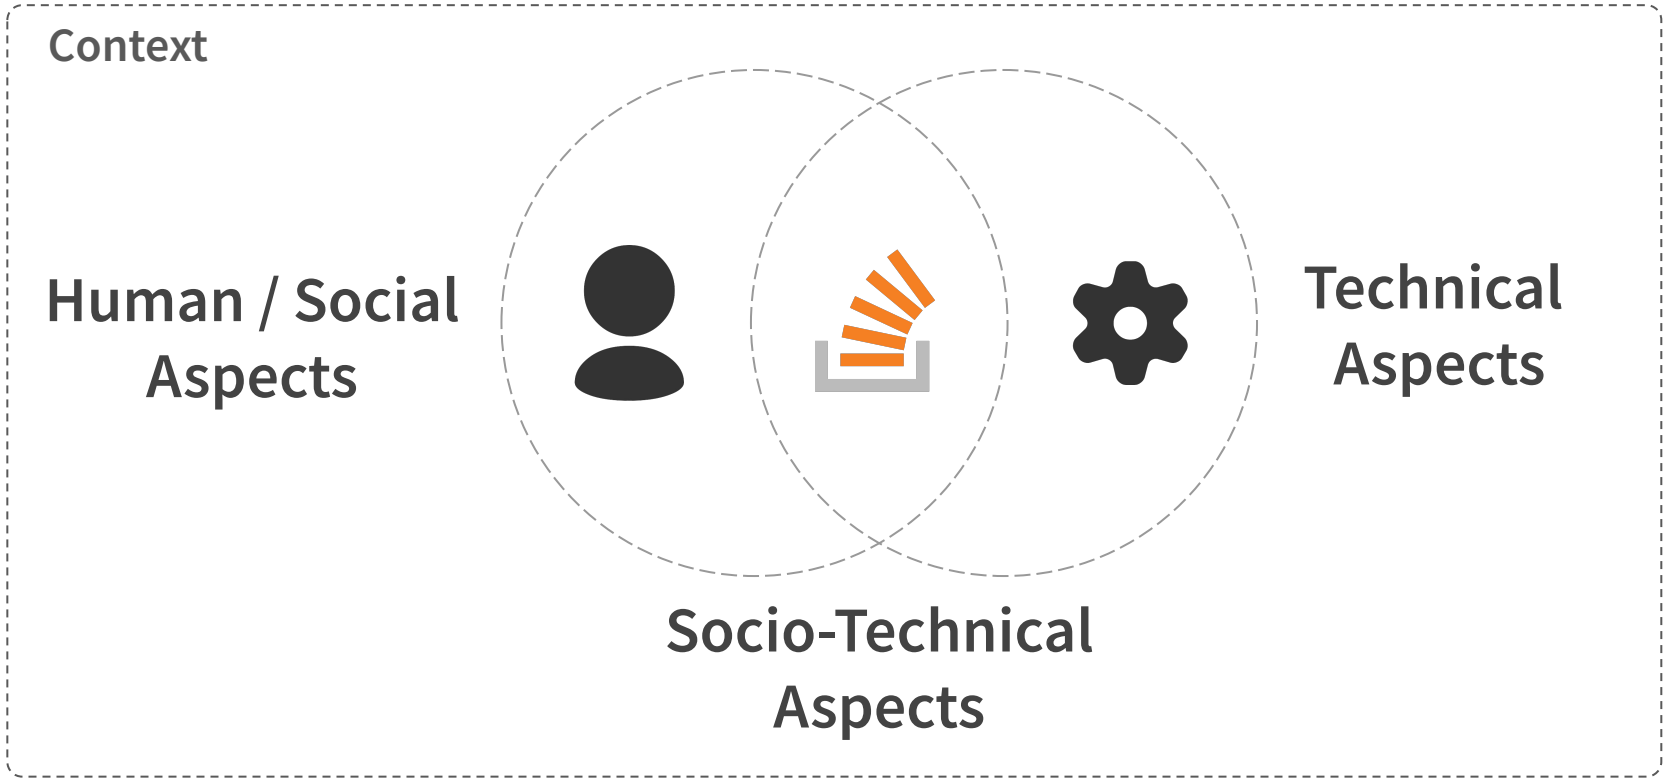 Context
Human / Social
Aspects
Technical
Aspects
Socio-Technical
Aspects